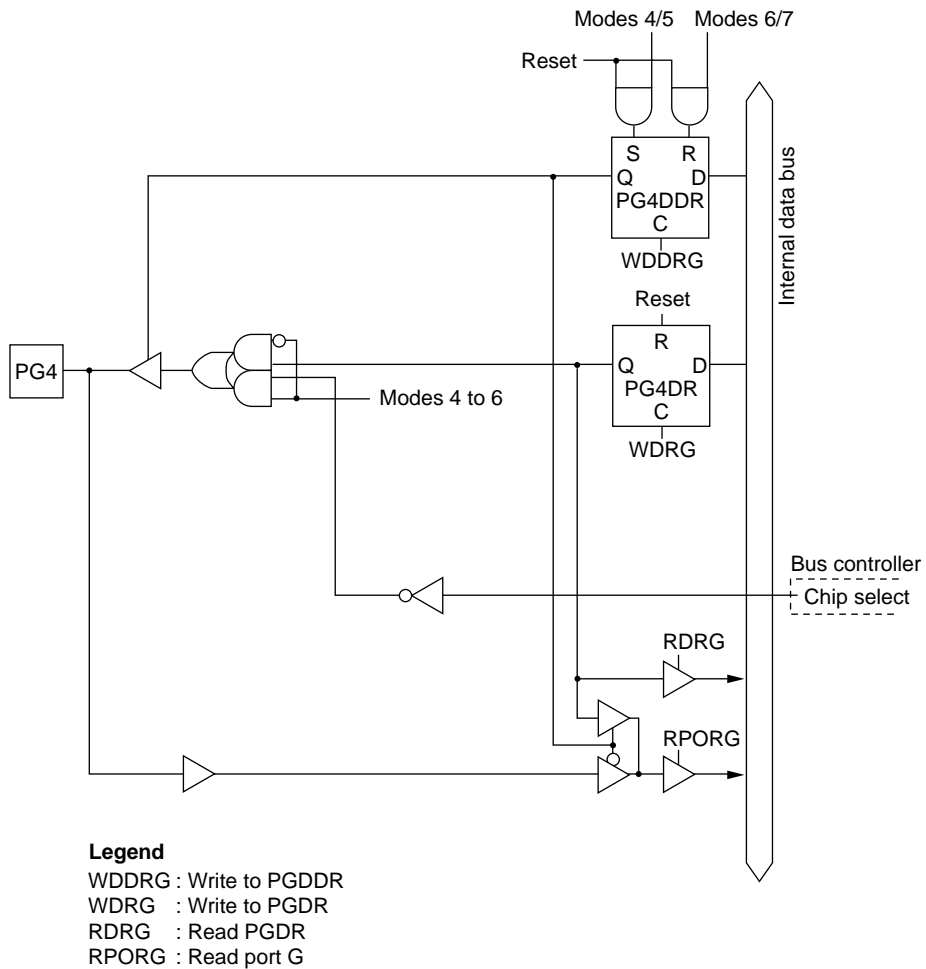 Modes 4/5
Modes 6/7
Reset
S
R
Q
D
PG4DDR
C
WDDRG
Internal data bus
Reset
R
Q
D
PG4DR
C
WDRG
PG4
Modes 4 to 6
Bus controller
Chip select
RDRG
RPORG
Legend
WDDRG : Write to PGDDR
WDRG : Write to PGDR
RDRG : Read PGDR
RPORG : Read port G